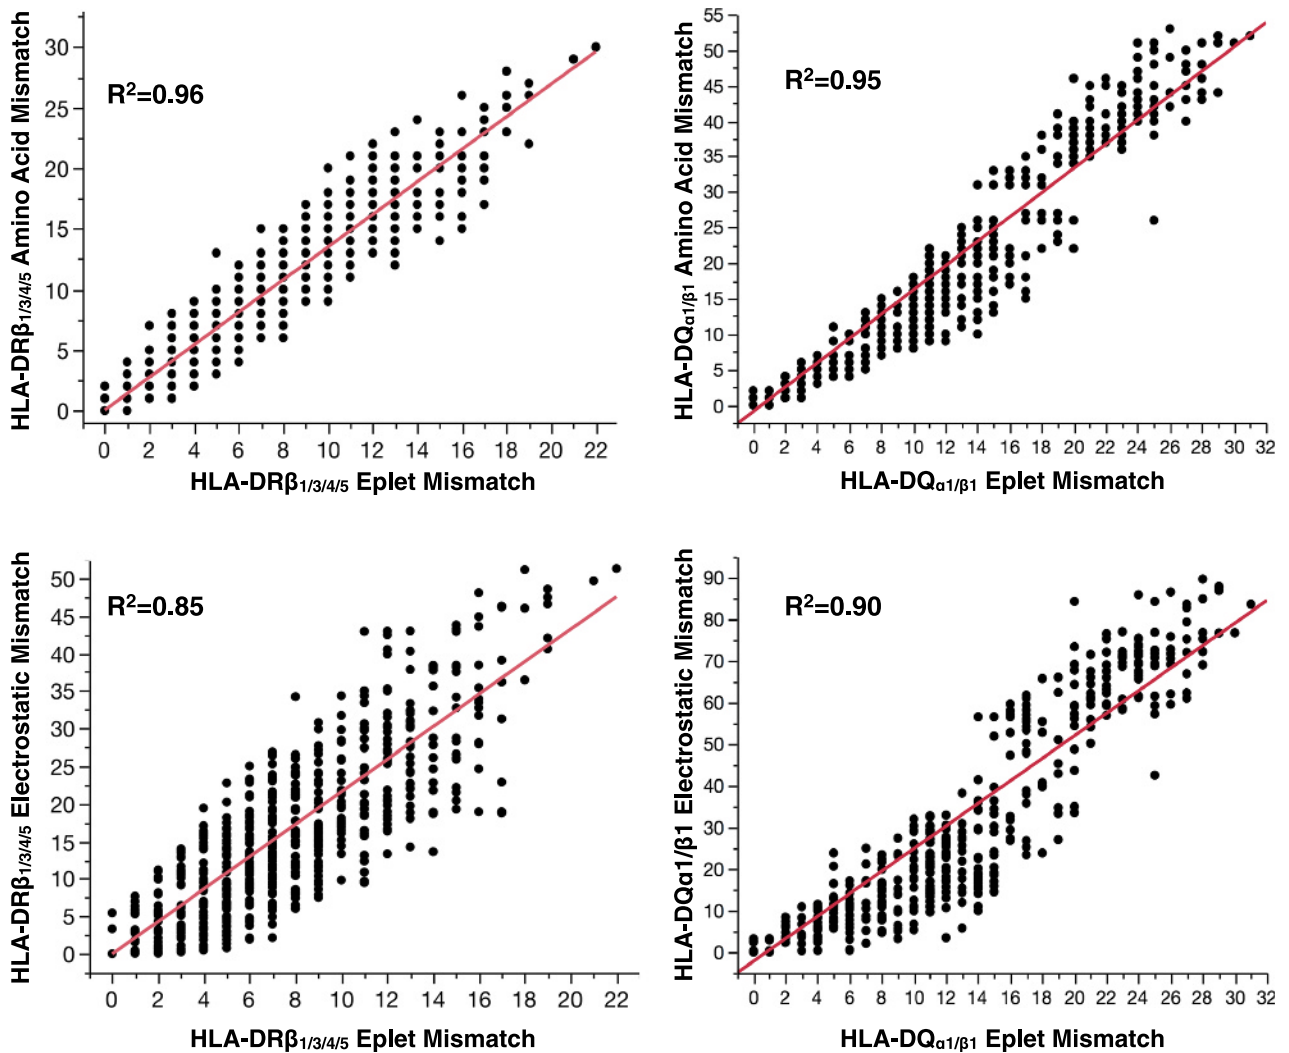 HLA-DRβ1/3/4/5 Amino Acid Mismatch
30
25
20
15
10
5
0
R²=0.96
0 2 4 6 8 10 12 14 16 18 20 22
HLA-DRβ1/3/4/5 Eplet Mismatch
HLA-DQα1/β1 Amino Acid Mismatch
55
50
45
40
35
30
25
20
15
10
5
0
R²=0.95
0 2 4 6 8 10 12 14 16 18 20 22 24 26 28 30 32
HLA-DQα1/β1 Eplet Mismatch
HLA-DRβ1/3/4/5 Electrostatic Mismatch
50
45
40
35
30
25
20
15
10
5
0
R²=0.85
0 2 4 6 8 10 12 14 16 18 20 22
HLA-DRβ1/3/4/5 Eplet Mismatch
HLA-DQα1/β1 Electrostatic Mismatch
90
80
70
60
50
40
30
20
10
0
R²=0.90
0 2 4 6 8 10 12 14 16 18 20 22 24 26 28 30 32
HLA-DQα1/β1 Eplet Mismatch